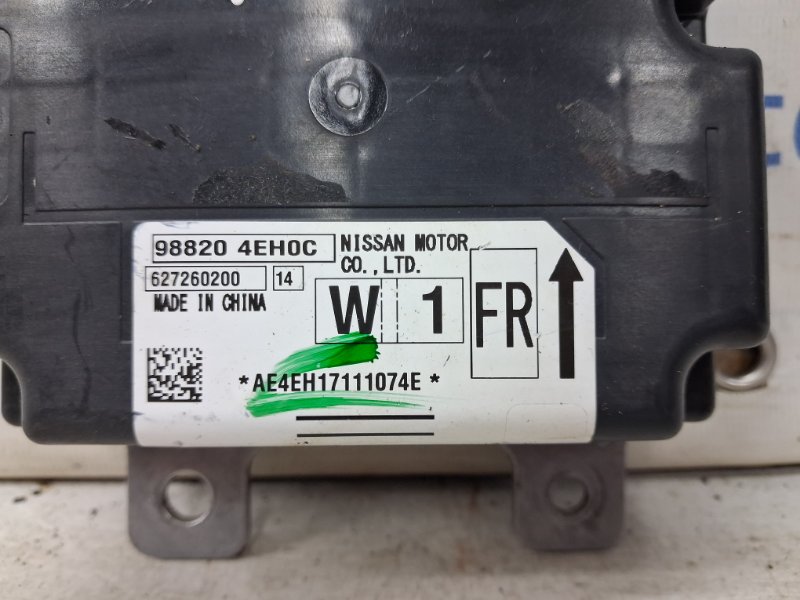 98820 4EH0C
NISSAN MOTOR
CO.,LTD.
627260200 14
MADE IN CHINA
W 1
FR
*AE4EH17111074E*